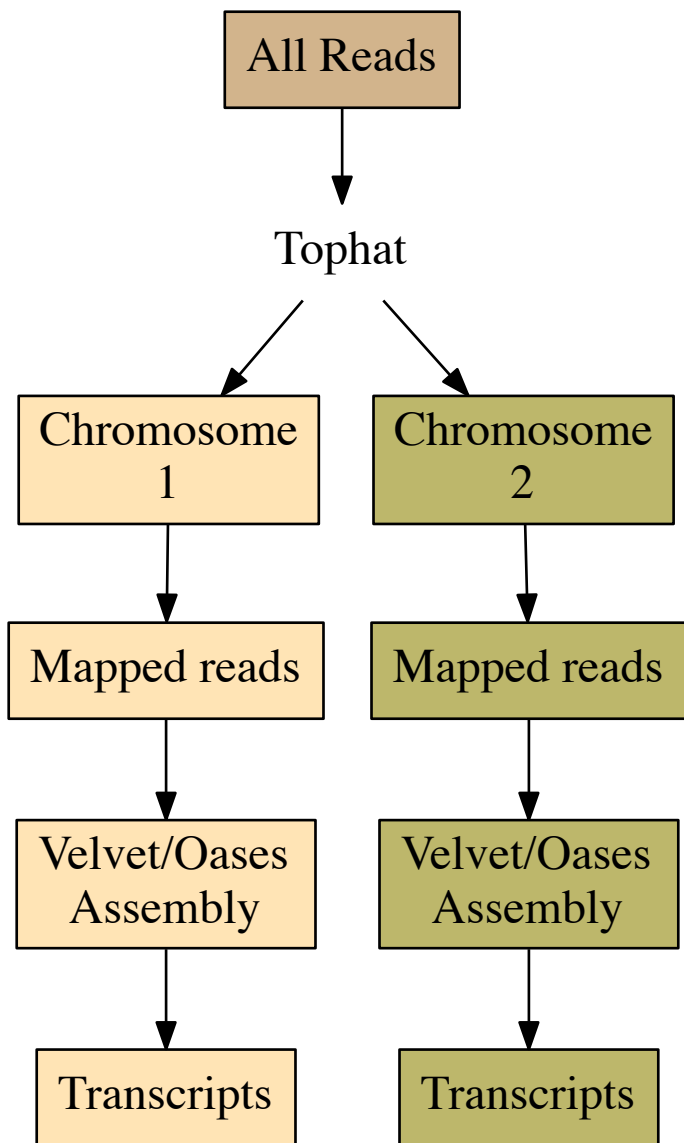 All Reads
Tophat
Chromosome
1
Chromosome
2
Mapped reads
Mapped reads
Velvet/Oases
Assembly
Velvet/Oases
Assembly
Transcripts
Transcripts